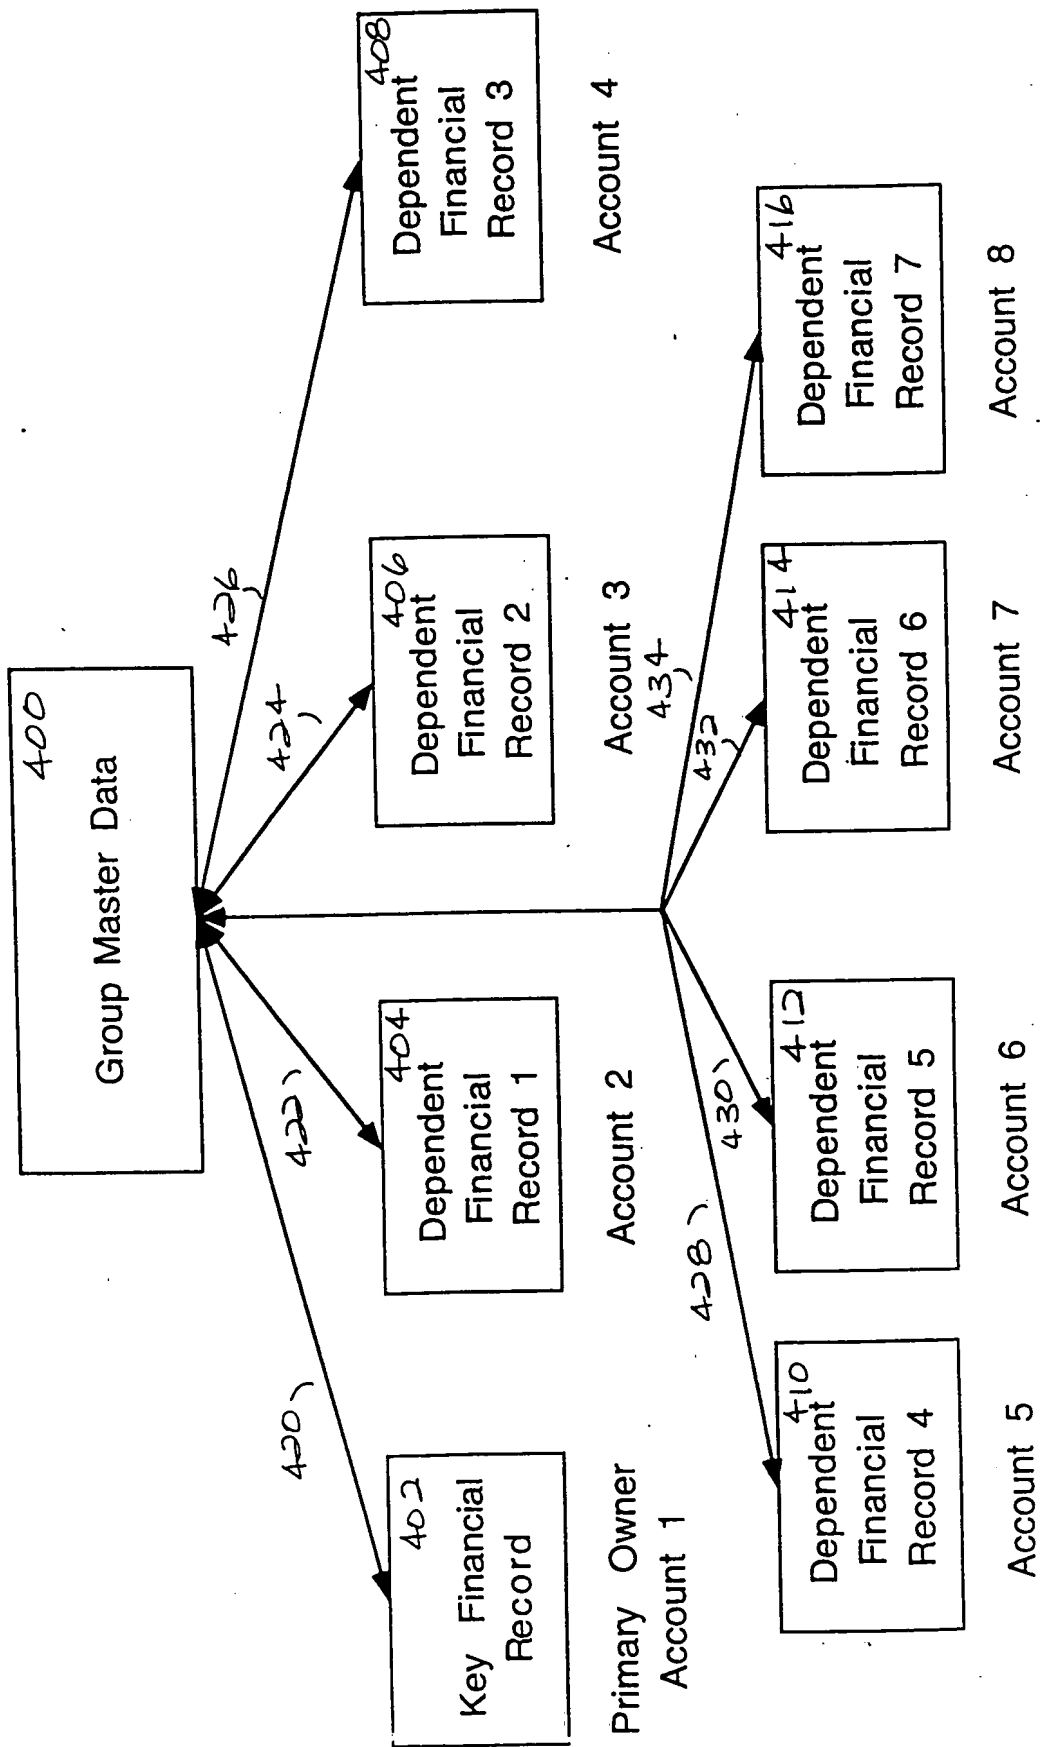 400
Group Master Data
420
422
424
426
402
Key Financial
Record
Primary Owner
Account 1
404
Dependent
Financial
Record 1
Account 2
406
Dependent
Financial
Record 2
Account 3
408
Dependent
Financial
Record 3
Account 4
428
430
432
434
410
Dependent
Financial
Record 4
Account 5
412
Dependent
Financial
Record 5
Account 6
414
Dependent
Financial
Record 6
Account 7
416
Dependent
Financial
Record 7
Account 8